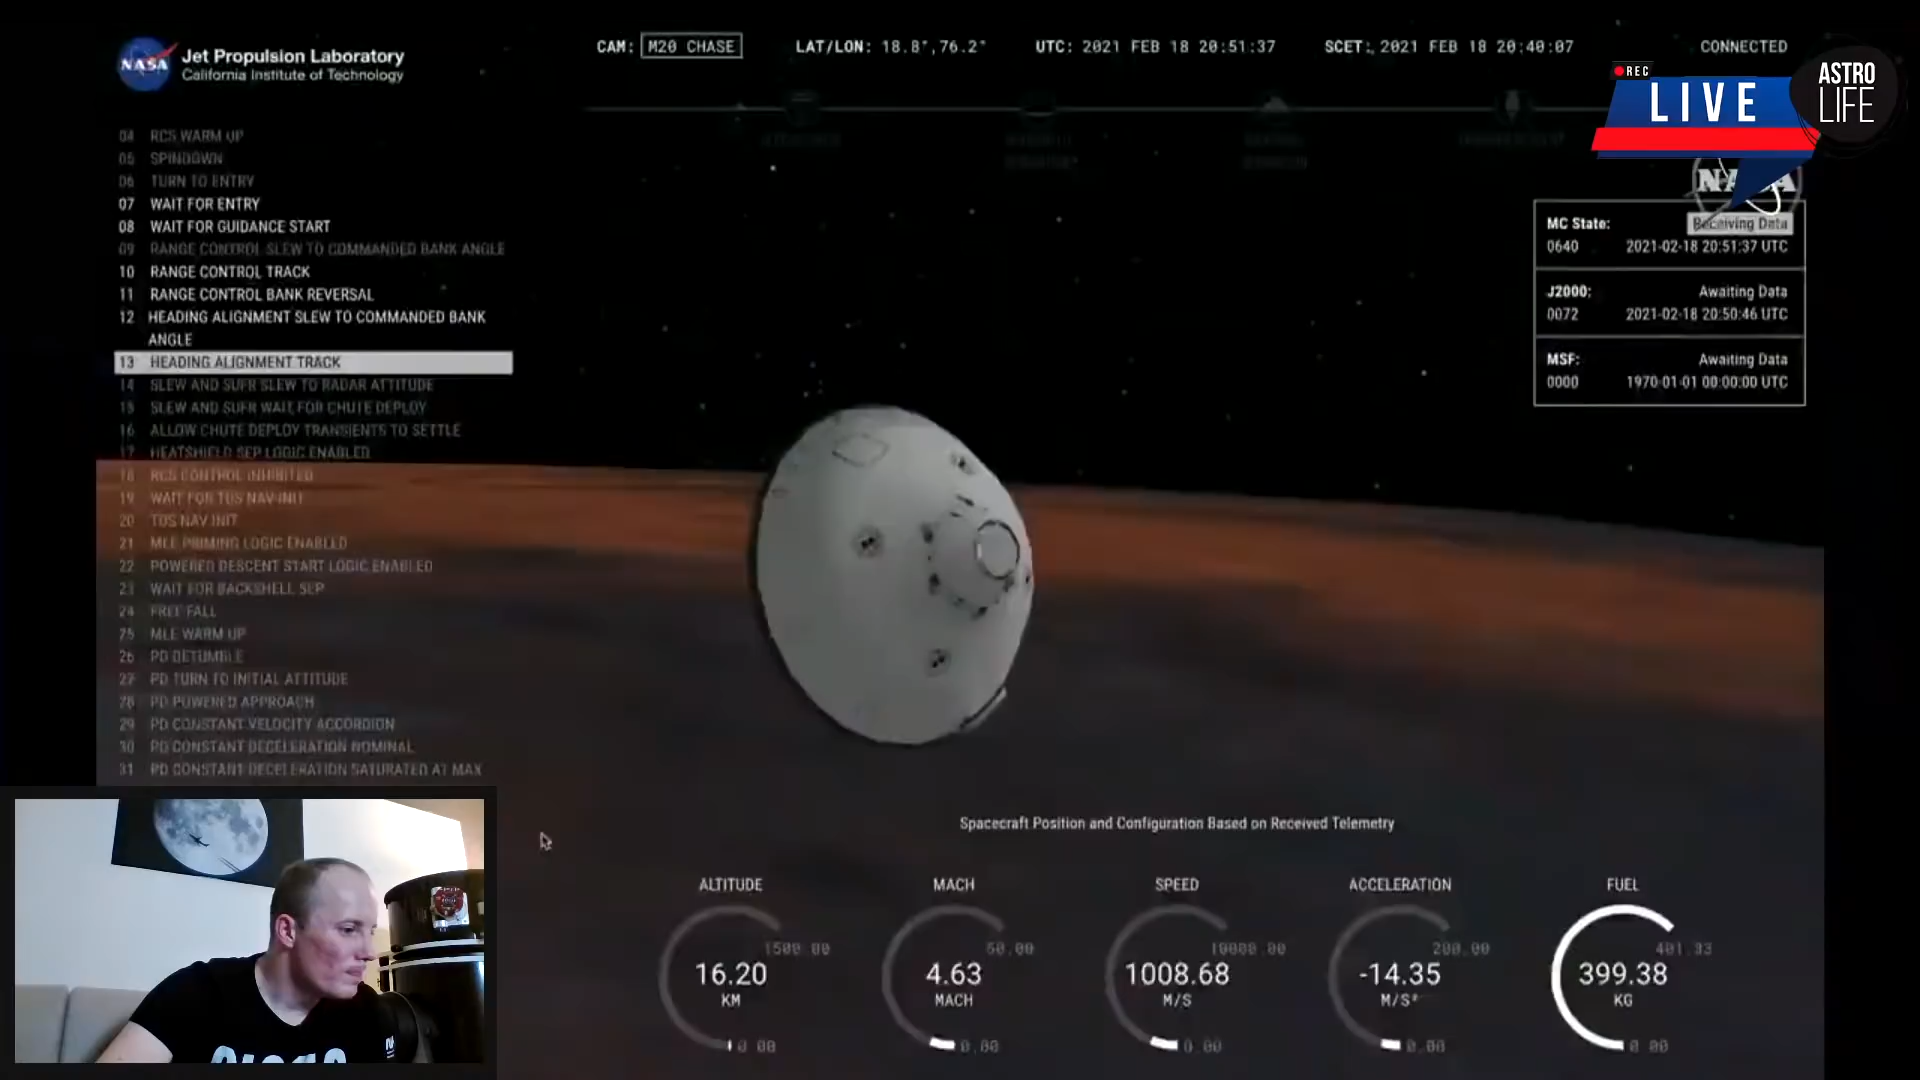 NASA
Jet Propulsion Laboratory
California Institute of Technology
CAM: M20 CHASE
LAT/LON: 18.8°,76.2°
UTC: 2021 FEB 18 20:51:37
SCET: 2021 FEB 18 20:40:07
CONNECTED
REC
LIVE
ASTRO
LIFE
04 RCS WARM UP
05 SPINDOWN
06 TURN TO ENTRY
07 WAIT FOR ENTRY
08 WAIT FOR GUIDANCE START
09 RANGE CONTROL SLEW TO COMMANDED BANK ANGLE
10 RANGE CONTROL TRACK
11 RANGE CONTROL BANK REVERSAL
12 HEADING ALIGNMENT SLEW TO COMMANDED BANK
ANGLE
13 HEADING ALIGNMENT TRACK
14 SLEW AND SUFR SLEW TO RADAR ATTITUDE
15 SLEW AND SUFR WAIT FOR CHUTE DEPLOY
16 ALLOW CHUTE DEPLOY TRANSIENTS TO SETTLE
17 HEATSHIELD SEP LOGIC ENABLED
18 RCS CONTROL INHIBITED
19 WAIT FOR TDS NAV INIT
20 TDS NAV INIT
21 MLE PRIMING LOGIC ENABLED
22 POWERED DESCENT START LOGIC ENABLED
23 WAIT FOR BACKSHELL SEP
24 FREE FALL
25 MLE WARM UP
26 PD DETUMBLE
27 PD TURN TO INITIAL ATTITUDE
28 PD POWERED APPROACH
29 PD CONSTANT VELOCITY ACCORDION
30 PD CONSTANT DECELERATION NOMINAL
31 PD CONSTANT DECELERATION SATURATED AT MAX
NASA
MC State: Receiving Data
0640 2021-02-18 20:51:37 UTC
J2000: Awaiting Data
0072 2021-02-18 20:50:46 UTC
MSF: Awaiting Data
0000 1970-01-01 00:00:00 UTC
Spacecraft Position and Configuration Based on Received Telemetry
ALTITUDE
1500.00
16.20
KM
0.00
MACH
50.00
4.63
MACH
0.00
SPEED
10000.00
1008.68
M/S
0.00
ACCELERATION
200.00
-14.35
M/S²
0.00
FUEL
401.33
399.38
KG
0.00